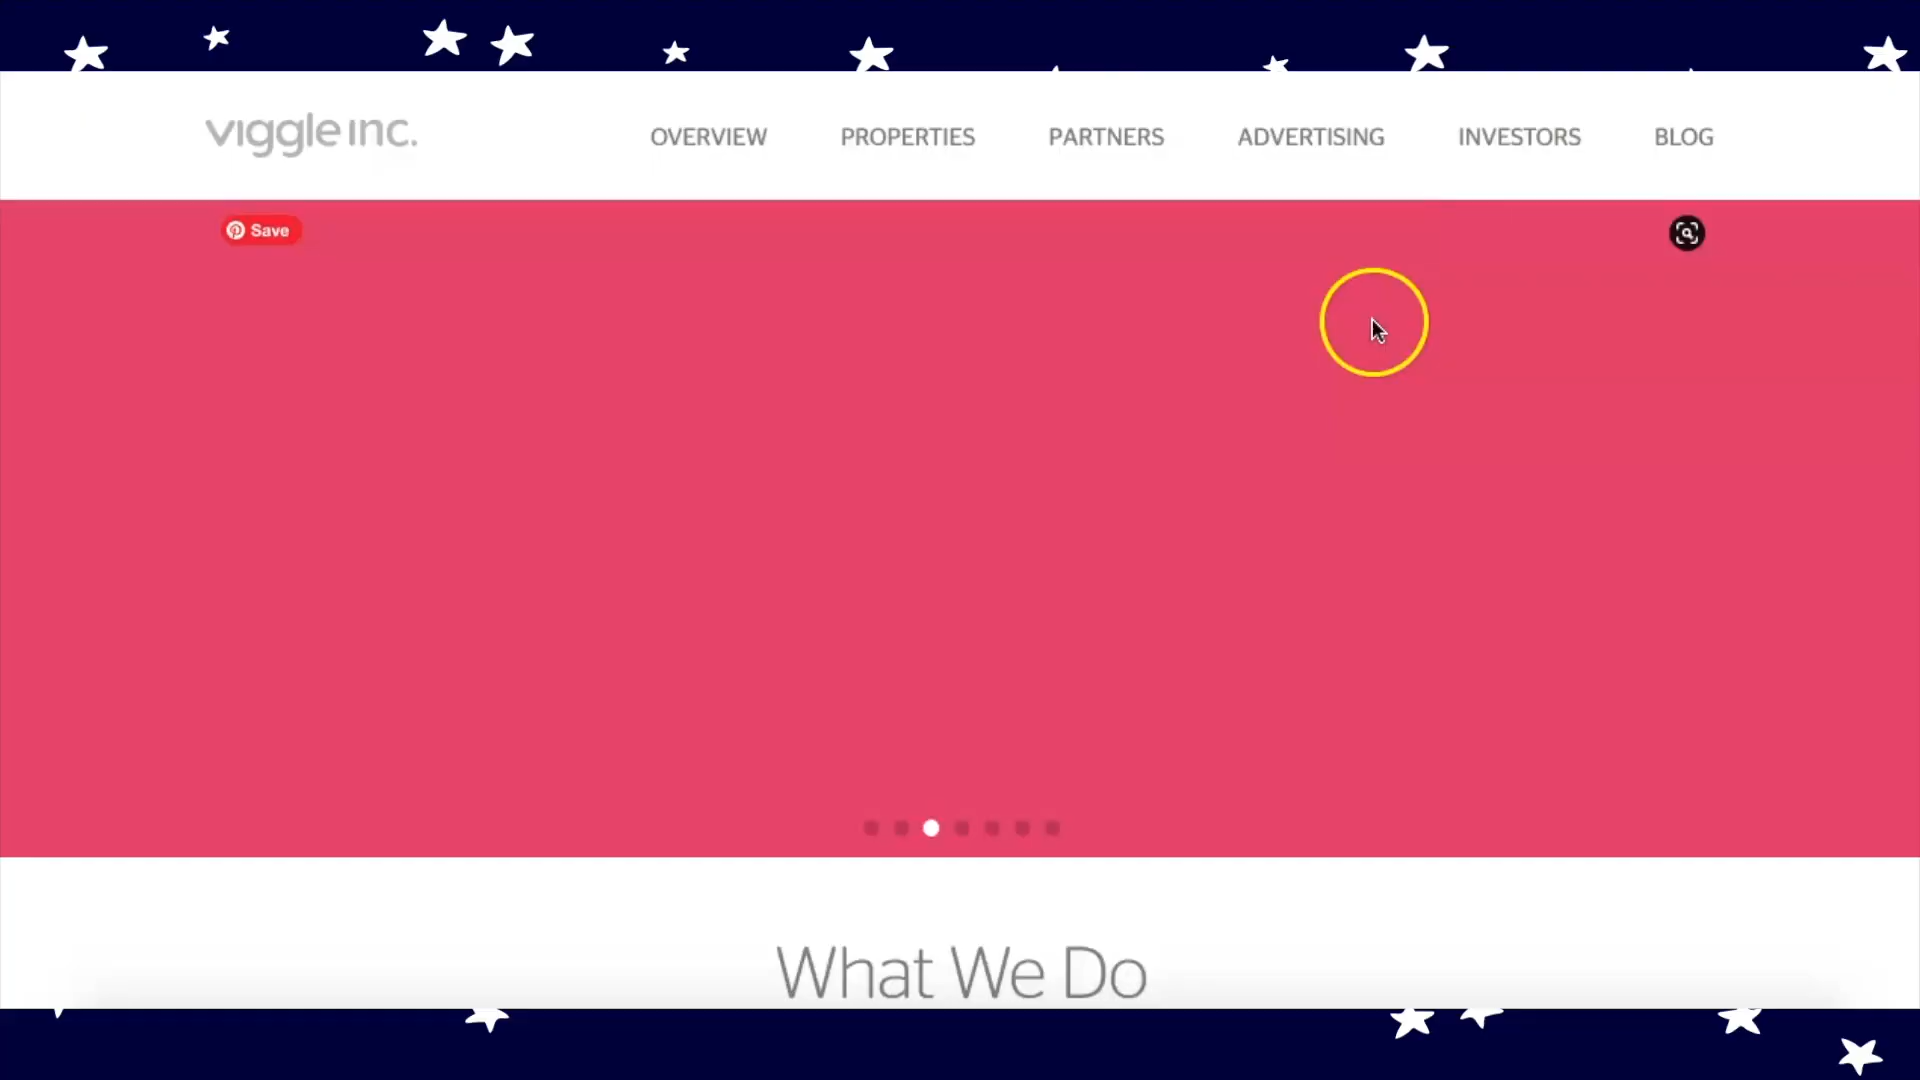 viggle inc.
OVERVIEW PROPERTIES PARTNERS ADVERTISING INVESTORS BLOG
Save
What We Do